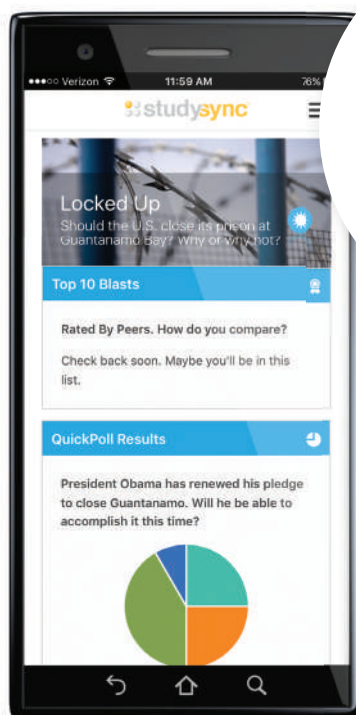 Verizon 11:59 AM 76%
studysync
Locked Up
Should the U.S. close its prison at
Guantanamo Bay? Why or why not?
Top 10 Blasts
Rated By Peers. How do you compare?
Check back soon. Maybe you'll be in this
list.
QuickPoll Results
President Obama has renewed his pledge
to close Guantanamo. Will he be able to
accomplish it this time?